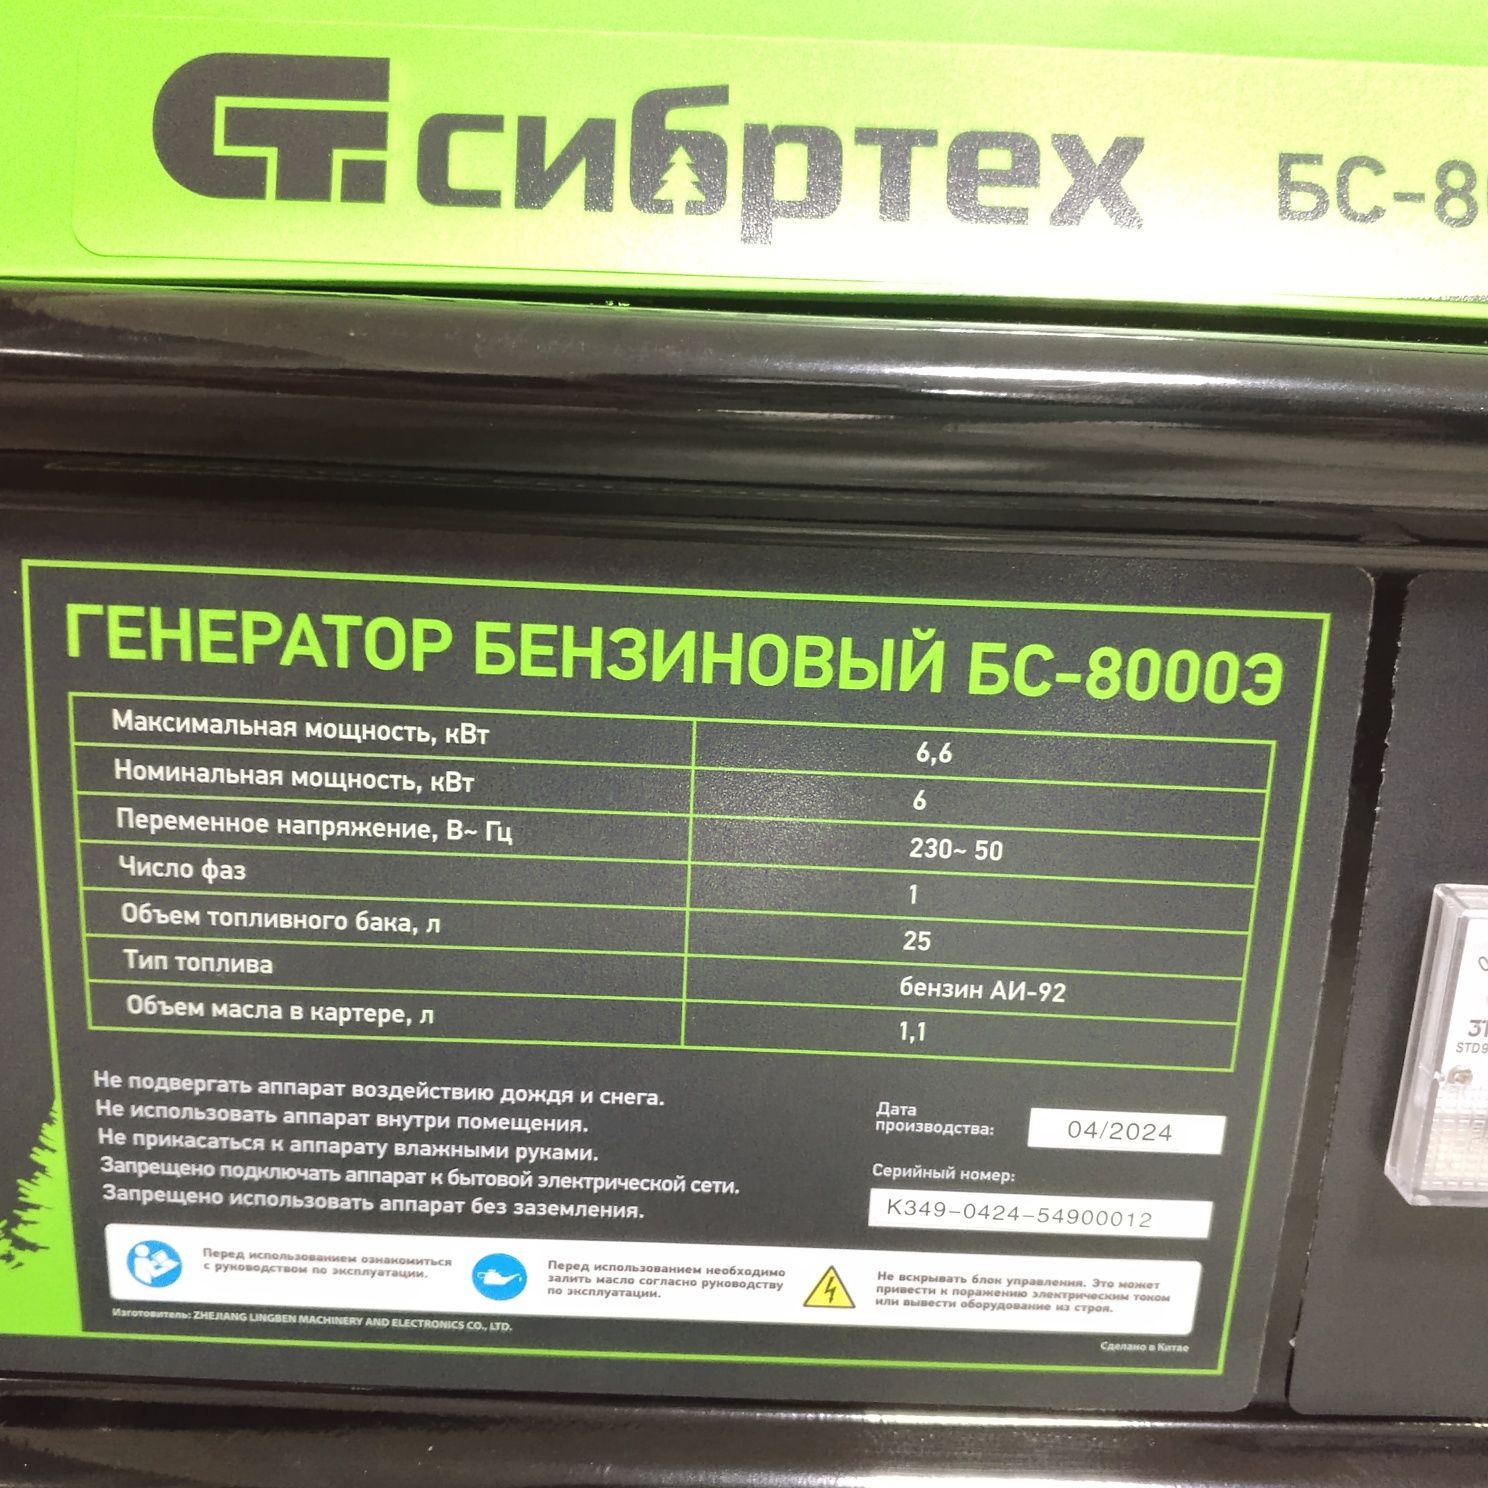 сибртех БС-80
ГЕНЕРАТОР БЕНЗИНОВЫЙ БС-8000Э
Максимальная мощность, кВт 6,6
Номинальная мощность, кВт 6
Переменное напряжение, В~ Гц 230~ 50
Число фаз 1
Объем топливного бака, л 25
Тип топлива бензин АИ-92
Объем масла в картере, л 1,1
Не подвергать аппарат воздействию дождя и снега.
Не использовать аппарат внутри помещения.
Не прикасаться к аппарату влажными руками.
Запрещено подключать аппарат к бытовой электрической сети.
Запрещено использовать аппарат без заземления.
Дата
производства: 04/2024
Серийный номер:
K349-0424-54900012
Перед использованием ознакомиться
с руководством по эксплуатации.
Перед использованием необходимо
залить масло согласно руководству
по эксплуатации.
Не вскрывать блок управления. Это может
привести к поражению электрическим током
или вывести оборудование из строя.
Изготовитель: ZHEJIANG LINGBEN MACHINERY AND ELECTRONICS CO., LTD.
Сделано в Китае